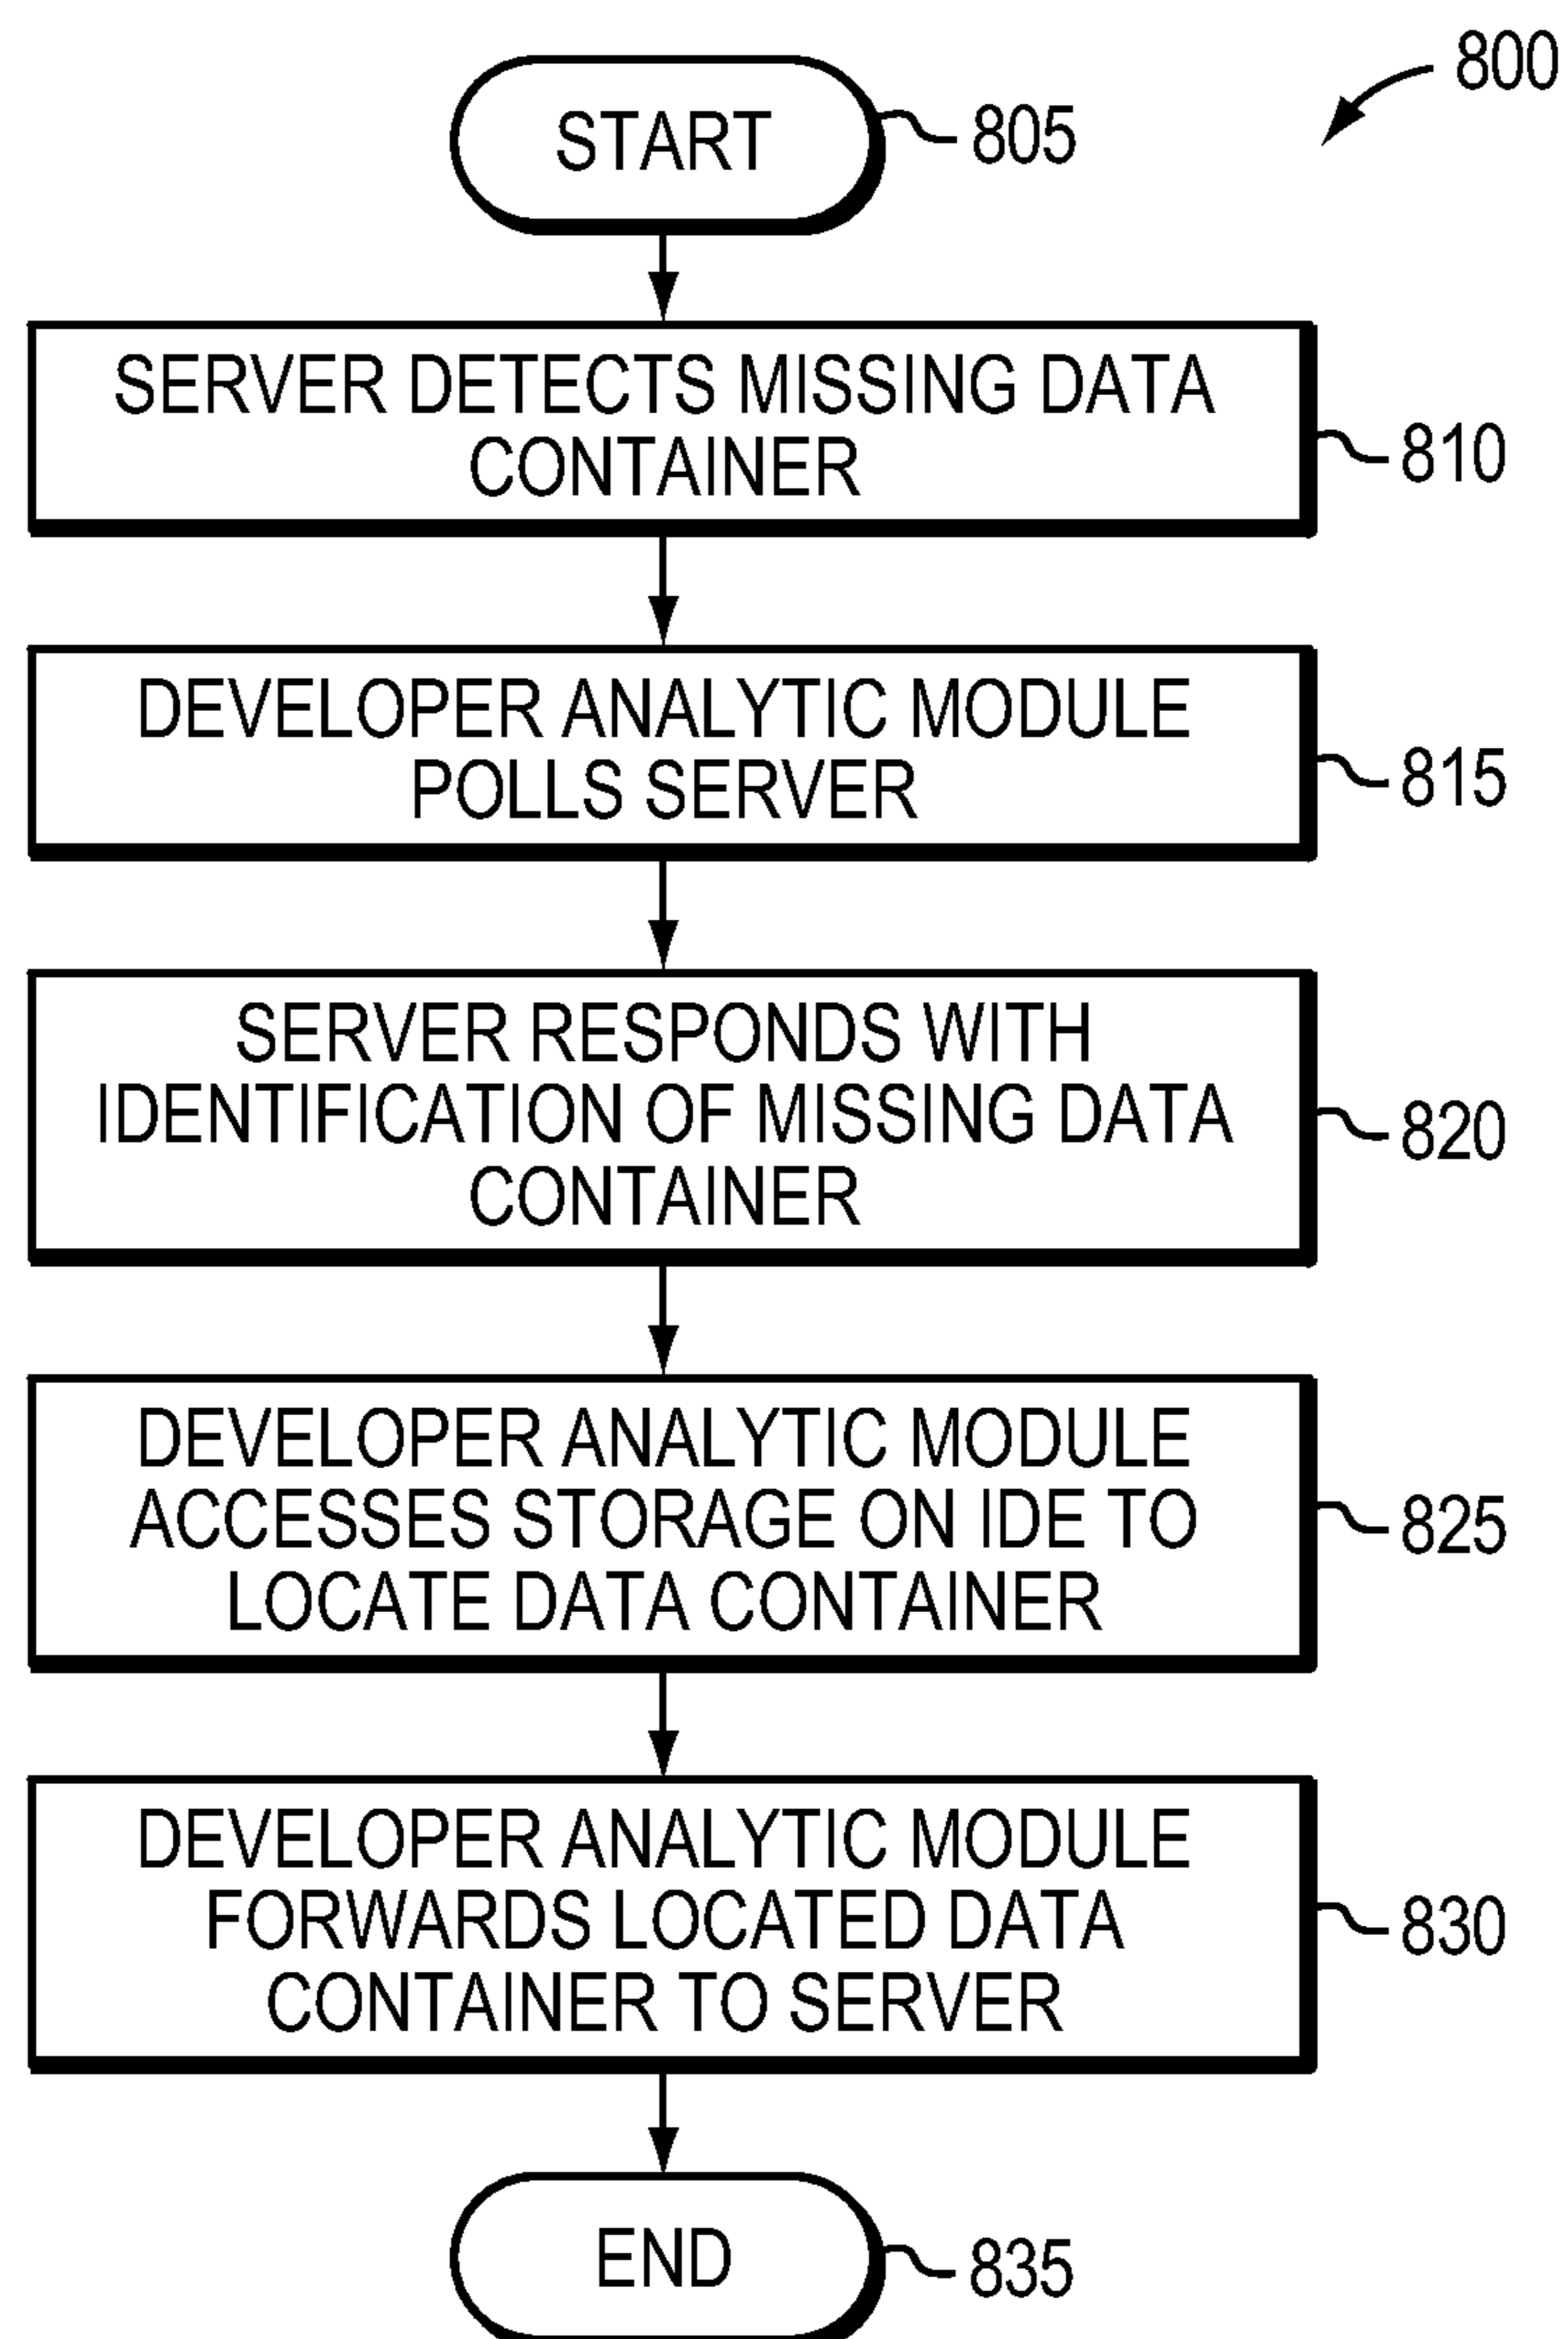 800
START
805
SERVER DETECTS MISSING DATA
CONTAINER
810
DEVELOPER ANALYTIC MODULE
POLLS SERVER
815
SERVER RESPONDS WITH
IDENTIFICATION OF MISSING DATA
CONTAINER
820
DEVELOPER ANALYTIC MODULE
ACCESSES STORAGE ON IDE TO
LOCATE DATA CONTAINER
825
DEVELOPER ANALYTIC MODULE
FORWARDS LOCATED DATA
CONTAINER TO SERVER
830
END
835